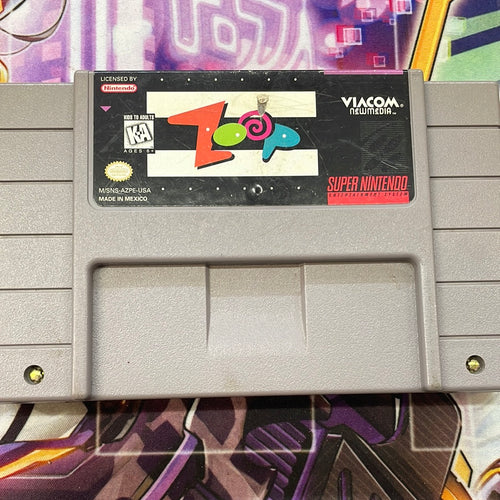 LICENSED BY
Nintendo
KIDS TO ADULTS
K-A
AGES 6+
M/SNS-AZPE-USA
MADE IN MEXICO
ZOOP
VIACOM
NEWMEDIA™
SUPER NINTENDO
ENTERTAINMENT SYSTEM